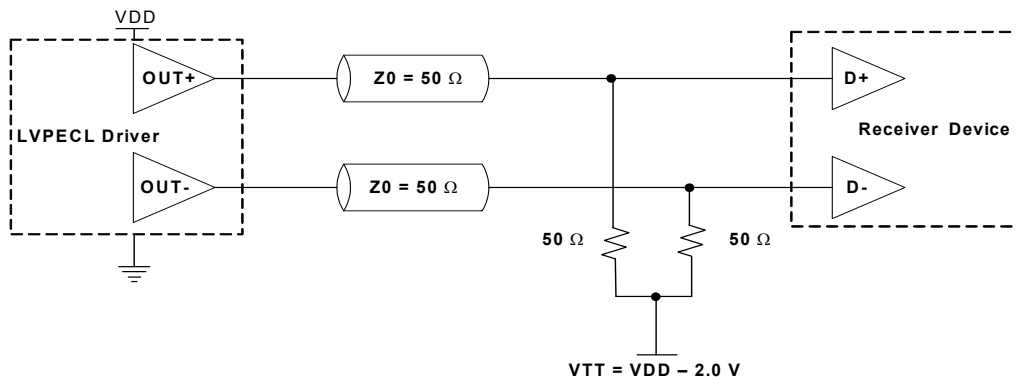 VDD
OUT+
Z0 = 50 Ω
D+
LVPECL Driver
Receiver Device
OUT-
Z0 = 50 Ω
D-
50 Ω
50 Ω
VTT = VDD – 2.0 V